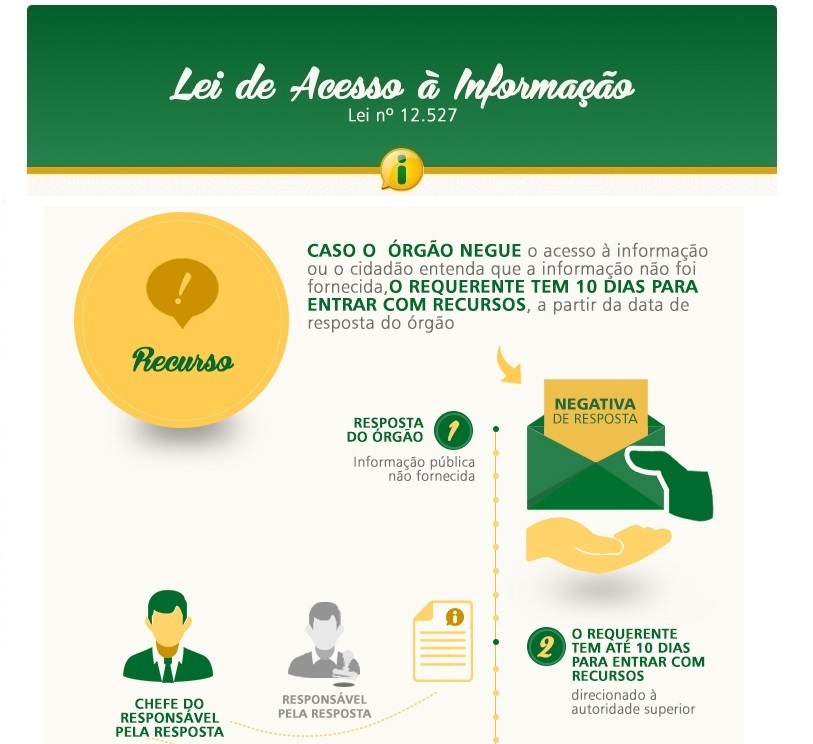 Lei de Acesso à Informação
Lei nº 12.527
i
!
Recurso
CASO O ÓRGÃO NEGUE o acesso à informação
ou o cidadão entenda que a informação não foi
fornecida,O REQUERENTE TEM 10 DIAS PARA
ENTRAR COM RECURSOS, a partir da data de
resposta do órgão
NEGATIVA
DE RESPOSTA
RESPOSTA
DO ÓRGÃO
1
Informação pública
não fornecida
i
2
O REQUERENTE
TEM ATÉ 10 DIAS
PARA ENTRAR COM
RECURSOS
direcionado à
autoridade superior
CHEFE DO
RESPONSÁVEL
PELA RESPOSTA
RESPONSÁVEL
PELA RESPOSTA